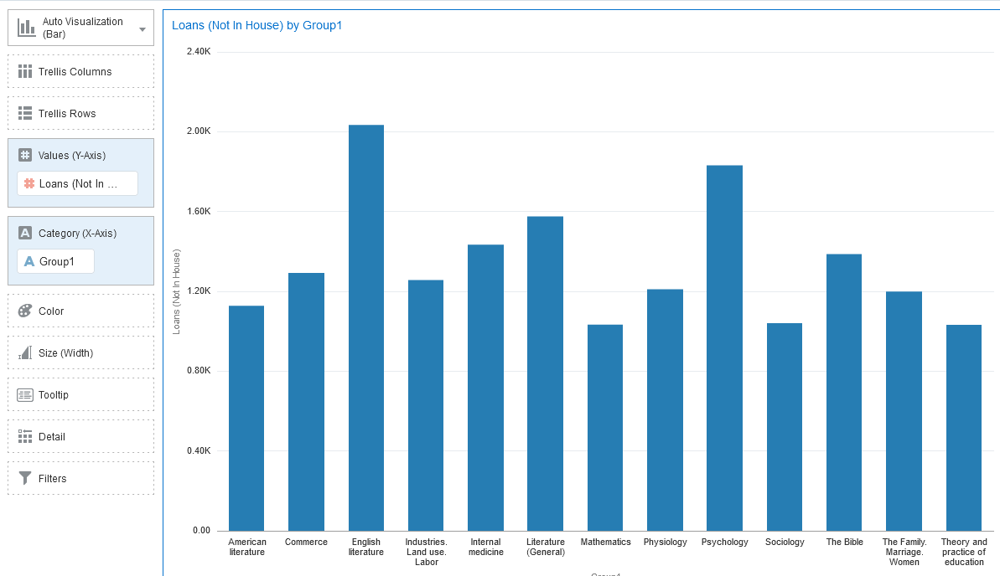 Auto Visualization
(Bar)
Trellis Columns
Trellis Rows
Values (Y-Axis)
Loans (Not In ...
Category (X-Axis)
A Group1
Color
Size (Width)
Tooltip
Detail
Filters
Loans (Not In House) by Group1
2.40K
2.00K
1.60K
1.20K
0.80K
0.40K
0.00
Loans (Not In House)
American
literature
Commerce
English
literature
Industries.
Land use.
Labor
Internal
medicine
Literature
(General)
Mathematics
Physiology
Psychology
Sociology
The Bible
The Family.
Marriage.
Women
Theory and
practice of
education
Group1